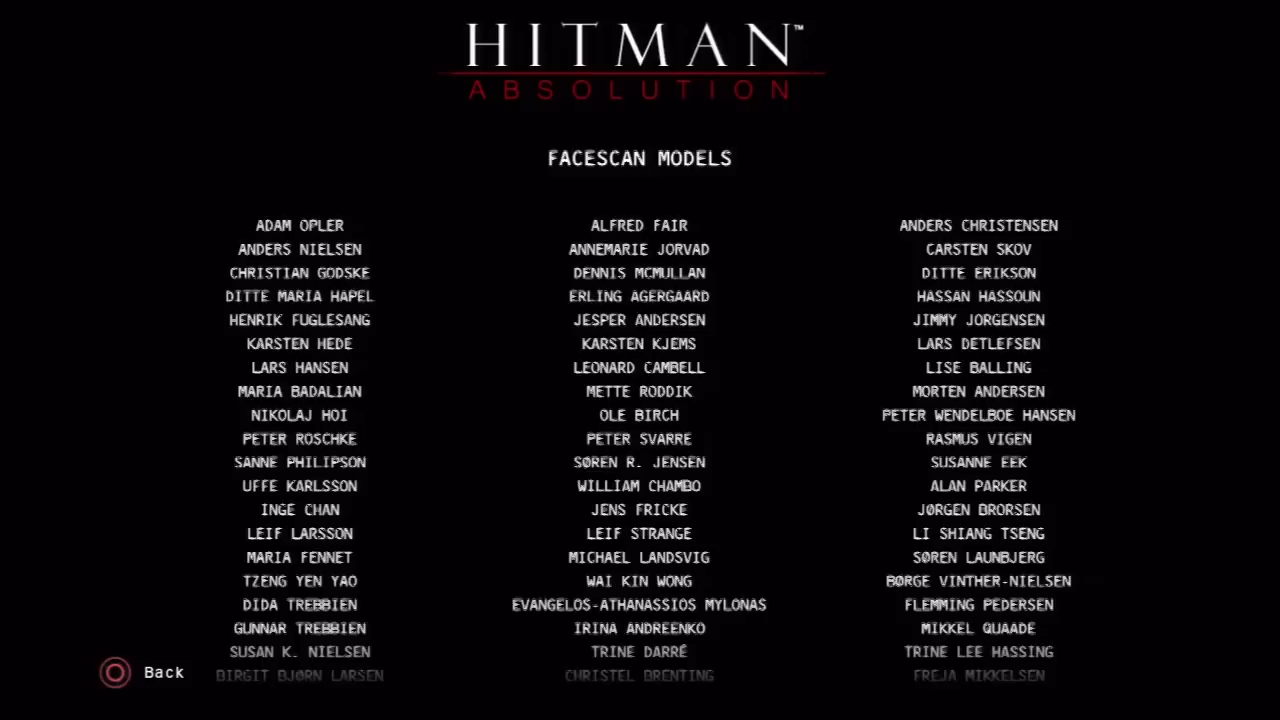 HITMAN™
ABSOLUTION
FACESCAN MODELS
ADAM OPLER ALFRED FAIR ANDERS CHRISTENSEN
ANDERS NIELSEN ANNEMARIE JORVAD CARSTEN SKOV
CHRISTIAN GODSKE DENNIS MCMULLAN DITTE ERIKSON
DITTE MARIA HAPEL ERLING AGERGAARD HASSAN HASSOUN
HENRIK FUGLESANG JESPER ANDERSEN JIMMY JORGENSEN
KARSTEN HEDE KARSTEN KJEMS LARS DETLEFSEN
LARS HANSEN LEONARD CAMBELL LISE BALLING
MARIA BADALIAN METTE RODDIK MORTEN ANDERSEN
NIKOLAJ HOI OLE BIRCH PETER WENDELBOE HANSEN
PETER ROSCHKE PETER SVARRE RASMUS VIGEN
SANNE PHILIPSON SØREN R. JENSEN SUSANNE EEK
UFFE KARLSSON WILLIAM CHAMBO ALAN PARKER
INGE CHAN JENS FRICKE JØRGEN BRORSEN
LEIF LARSSON LEIF STRANGE LI SHIANG TSENG
MARIA FENNET MICHAEL LANDSVIG SØREN LAUNBJERG
TZENG YEN YAO WAI KIN WONG BØRGE VINTHER-NIELSEN
DIDA TREBBIEN EVANGELOS-ATHANASSIOS MYLONAS FLEMMING PEDERSEN
GUNNAR TREBBIEN IRINA ANDREENKO MIKKEL QUAADE
SUSAN K. NIELSEN TRINE DARRÉ TRINE LEE HASSING
Back BIRGIT BJØRN LARSEN CHRISTEL BRENTING FREJA MIKKELSEN